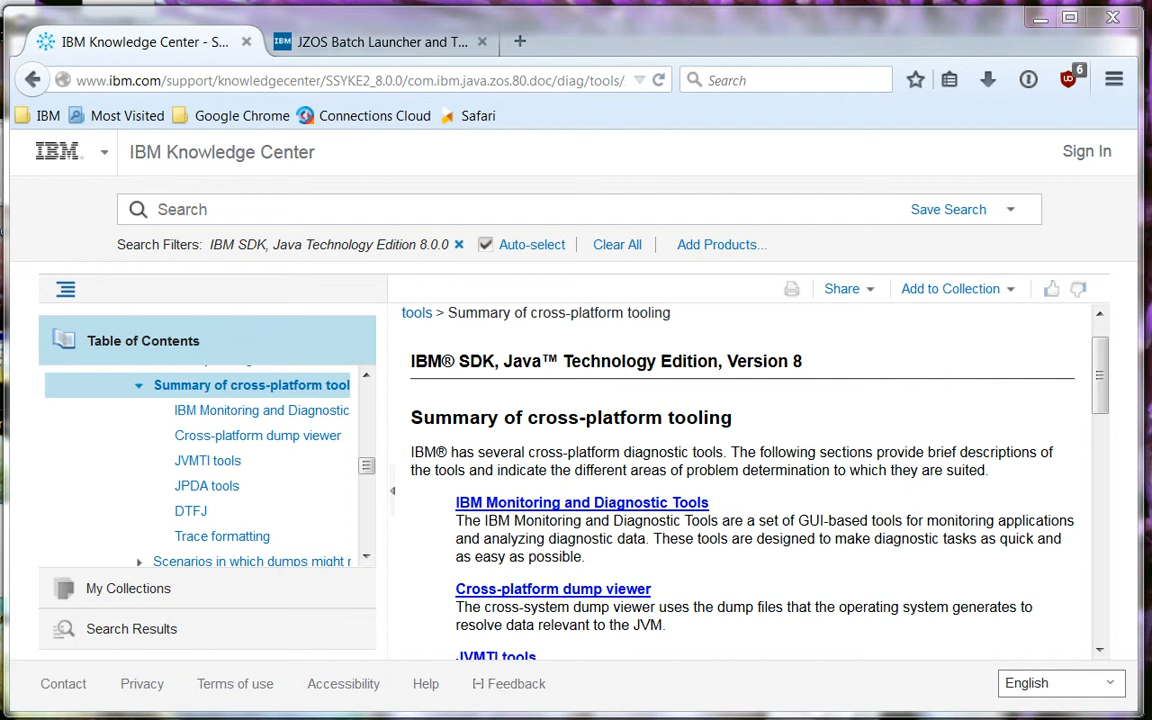 IBM Knowledge Center - S...
IBM JZOS Batch Launcher and T...
www.ibm.com/support/knowledgecenter/SSYKE2_8.0.0/com.ibm.java.zos.80.doc/diag/tools/
Search
6
IBM Most Visited Google Chrome Connections Cloud Safari
IBM IBM Knowledge Center Sign In
Search Save Search
Search Filters: IBM SDK, Java Technology Edition 8.0.0 Auto-select Clear All Add Products...
Share Add to Collection
Table of Contents
Summary of cross-platform tool
IBM Monitoring and Diagnostic
Cross-platform dump viewer
JVMTI tools
JPDA tools
DTFJ
Trace formatting
Scenarios in which dumps might
My Collections
Search Results
tools > Summary of cross-platform tooling
IBM® SDK, Java™ Technology Edition, Version 8
Summary of cross-platform tooling
IBM® has several cross-platform diagnostic tools. The following sections provide brief descriptions of
the tools and indicate the different areas of problem determination to which they are suited.
IBM Monitoring and Diagnostic Tools
The IBM Monitoring and Diagnostic Tools are a set of GUI-based tools for monitoring applications
and analyzing diagnostic data. These tools are designed to make diagnostic tasks as quick and
as easy as possible.
Cross-platform dump viewer
The cross-system dump viewer uses the dump files that the operating system generates to
resolve data relevant to the JVM.
JVMTI tools
Contact Privacy Terms of use Accessibility Help [-] Feedback
English